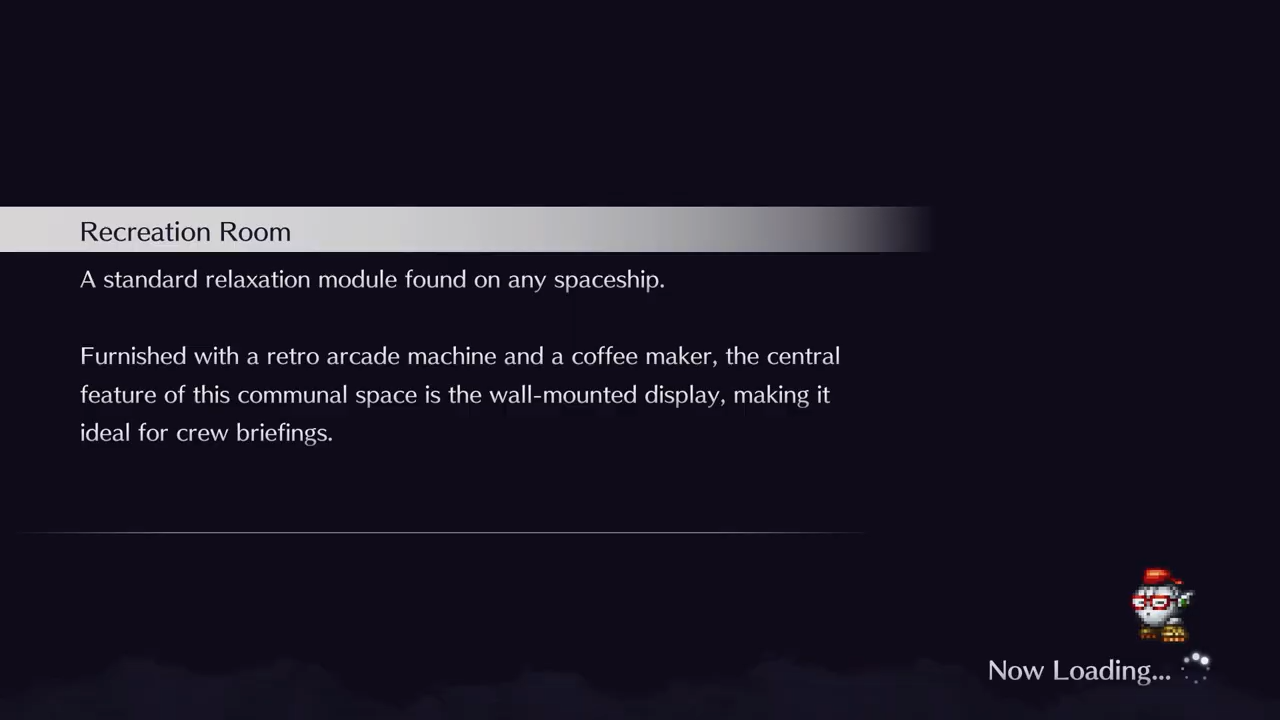 Recreation Room
A standard relaxation module found on any spaceship.
Furnished with a retro arcade machine and a coffee maker, the central
feature of this communal space is the wall-mounted display, making it
ideal for crew briefings.
Now Loading...